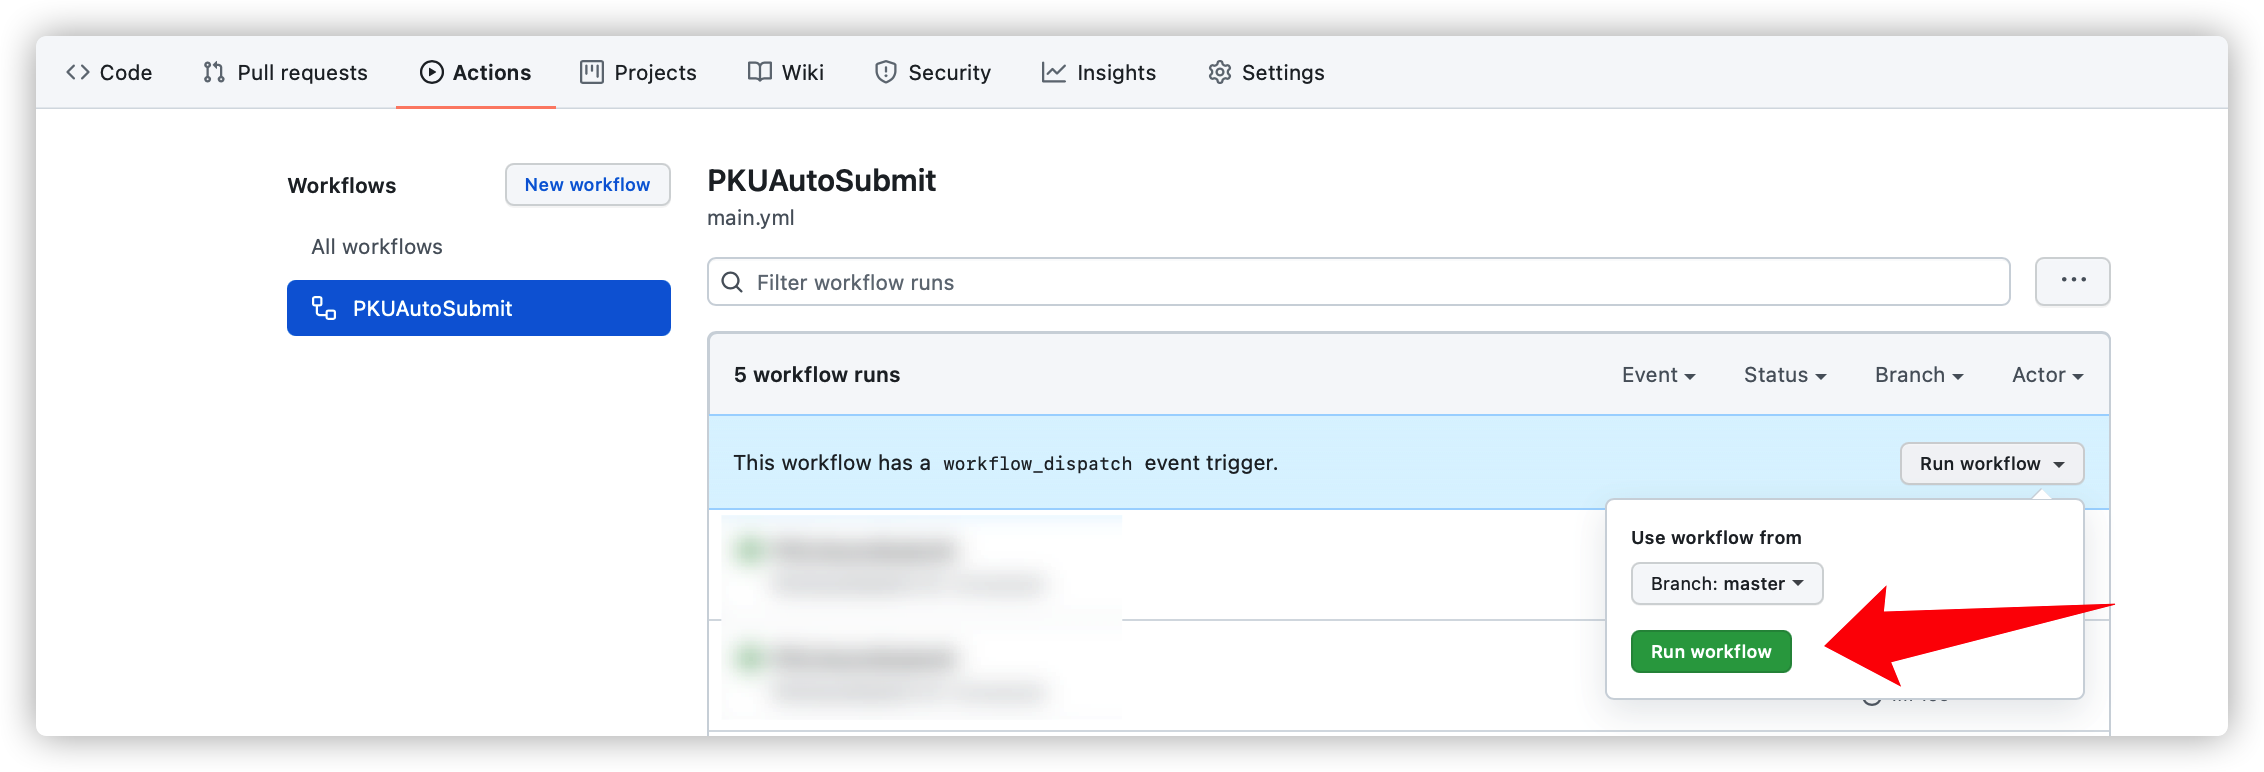 Code Pull requests Actions Projects Wiki Security Insights Settings
Workflows
New workflow
All workflows
PKUAutoSubmit
PKUAutoSubmit
main.yml
Filter workflow runs
...
5 workflow runs
Event Status Branch Actor
This workflow has a workflow_dispatch event trigger.
Run workflow
Use workflow from
Branch: master
Run workflow